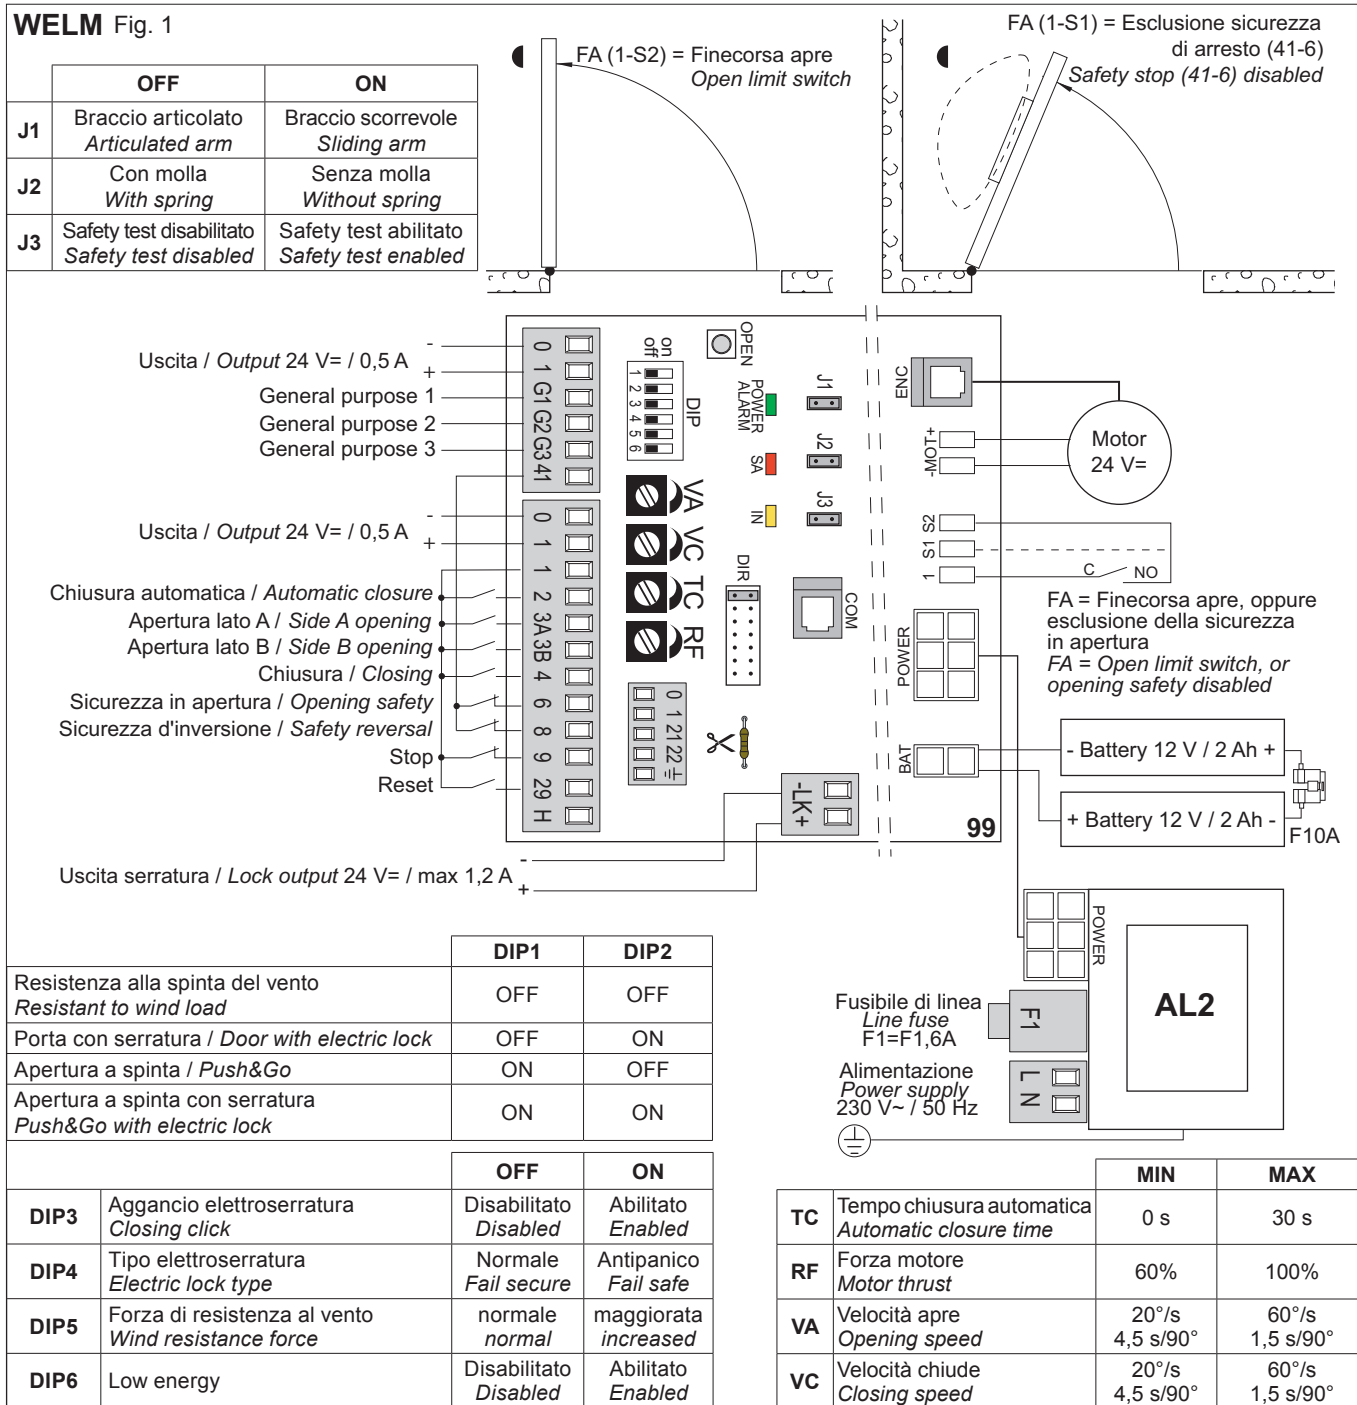 WELM Fig. 1
OFF ON
J1 Braccio articolato Braccio scorrevole
Articulated arm Sliding arm
J2 Con molla Senza molla
With spring Without spring
J3 Safety test disabilitato Safety test abilitato
Safety test disabled Safety test enabled
FA (1-S2) = Finecorsa apre
Open limit switch
FA (1-S1) = Esclusione sicurezza
di arresto (41-6)
Safety stop (41-6) disabled
Uscita / Output 24 V= / 0,5 A
-
+
General purpose 1
General purpose 2
General purpose 3
Uscita / Output 24 V= / 0,5 A
-
+
Chiusura automatica / Automatic closure
Apertura lato A / Side A opening
Apertura lato B / Side B opening
Chiusura / Closing
Sicurezza in apertura / Opening safety
Sicurezza d'inversione / Safety reversal
Stop
Reset
Uscita serratura / Lock output 24 V= / max 1,2 A
-
+
0
1
G1
G2
G3
41
0
1
1
2
3A
3B
4
6
8
9
29
H
on
off
1
2
3
4
5
6
DIP
VA
VC
TC
RF
0 1 21 22
OPEN
POWER
ALARM
SA
IN
J1
J2
J3
DIR
COM
-LK+
99
ENC
-MOT+
S2
S1
1
POWER
BAT
Motor
24 V=
C NO
FA = Finecorsa apre, oppure
esclusione della sicurezza
in apertura
FA = Open limit switch, or
opening safety disabled
- Battery 12 V / 2 Ah +
+ Battery 12 V / 2 Ah -
F10A
POWER
AL2
F1
L N
Fusibile di linea
Line fuse
F1=F1,6A
Alimentazione
Power supply
230 V~ / 50 Hz
DIP1 DIP2
Resistenza alla spinta del vento
Resistant to wind load
OFF OFF
Porta con serratura / Door with electric lock OFF ON
Apertura a spinta / Push&Go ON OFF
Apertura a spinta con serratura
Push&Go with electric lock
ON ON
OFF ON
DIP3 Aggancio elettroserratura Disabilitato Abilitato
Closing click Disabled Enabled
DIP4 Tipo elettroserratura Normale Antipanico
Electric lock type Fail secure Fail safe
DIP5 Forza di resistenza al vento normale maggiorata
Wind resistance force normal increased
DIP6 Low energy Disabilitato Abilitato
Disabled Enabled
MIN MAX
TC Tempo chiusura automatica 0 s 30 s
Automatic closure time
RF Forza motore 60% 100%
Motor thrust
VA Velocità apre 20°/s 60°/s
Opening speed 4,5 s/90° 1,5 s/90°
VC Velocità chiude 20°/s 60°/s
Closing speed 4,5 s/90° 1,5 s/90°